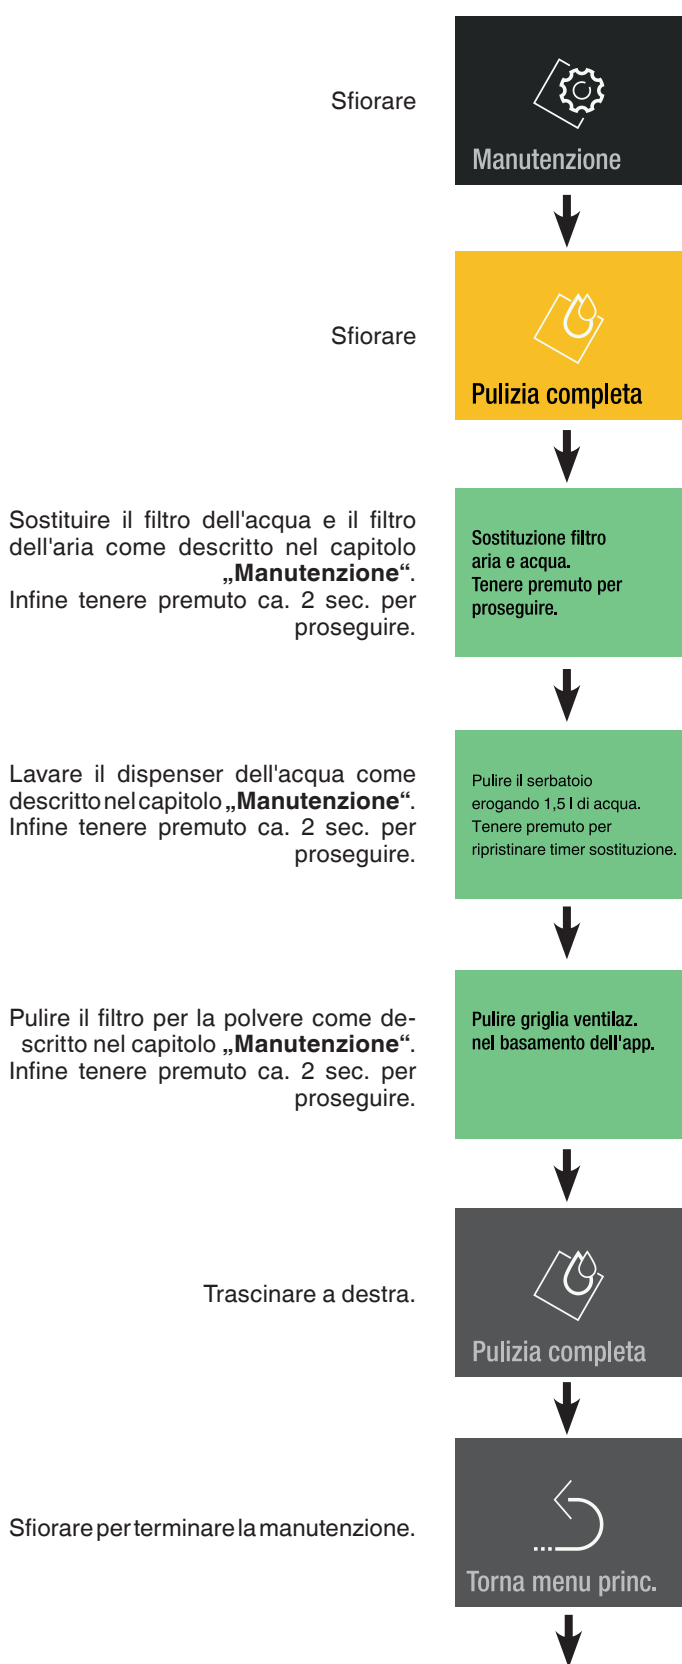 Sfiorare
Manutenzione
Sfiorare
Pulizia completa
Sostituire il filtro dell'acqua e il filtro
dell'aria come descritto nel capitolo
„Manutenzione“.
Infine tenere premuto ca. 2 sec. per
proseguire.
Sostituzione filtro
aria e acqua.
Tenere premuto per
proseguire.
Lavare il dispenser dell'acqua come
descritto nel capitolo „Manutenzione“.
Infine tenere premuto ca. 2 sec. per
proseguire.
Pulire il serbatoio
erogando 1,5 l di acqua.
Tenere premuto per
ripristinare timer sostituzione.
Pulire il filtro per la polvere come de-
scritto nel capitolo „Manutenzione“.
Infine tenere premuto ca. 2 sec. per
proseguire.
Pulire griglia ventilaz.
nel basamento dell'app.
Trascinare a destra.
Pulizia completa
Sfiorare per terminare la manutenzione.
Torna menu princ.